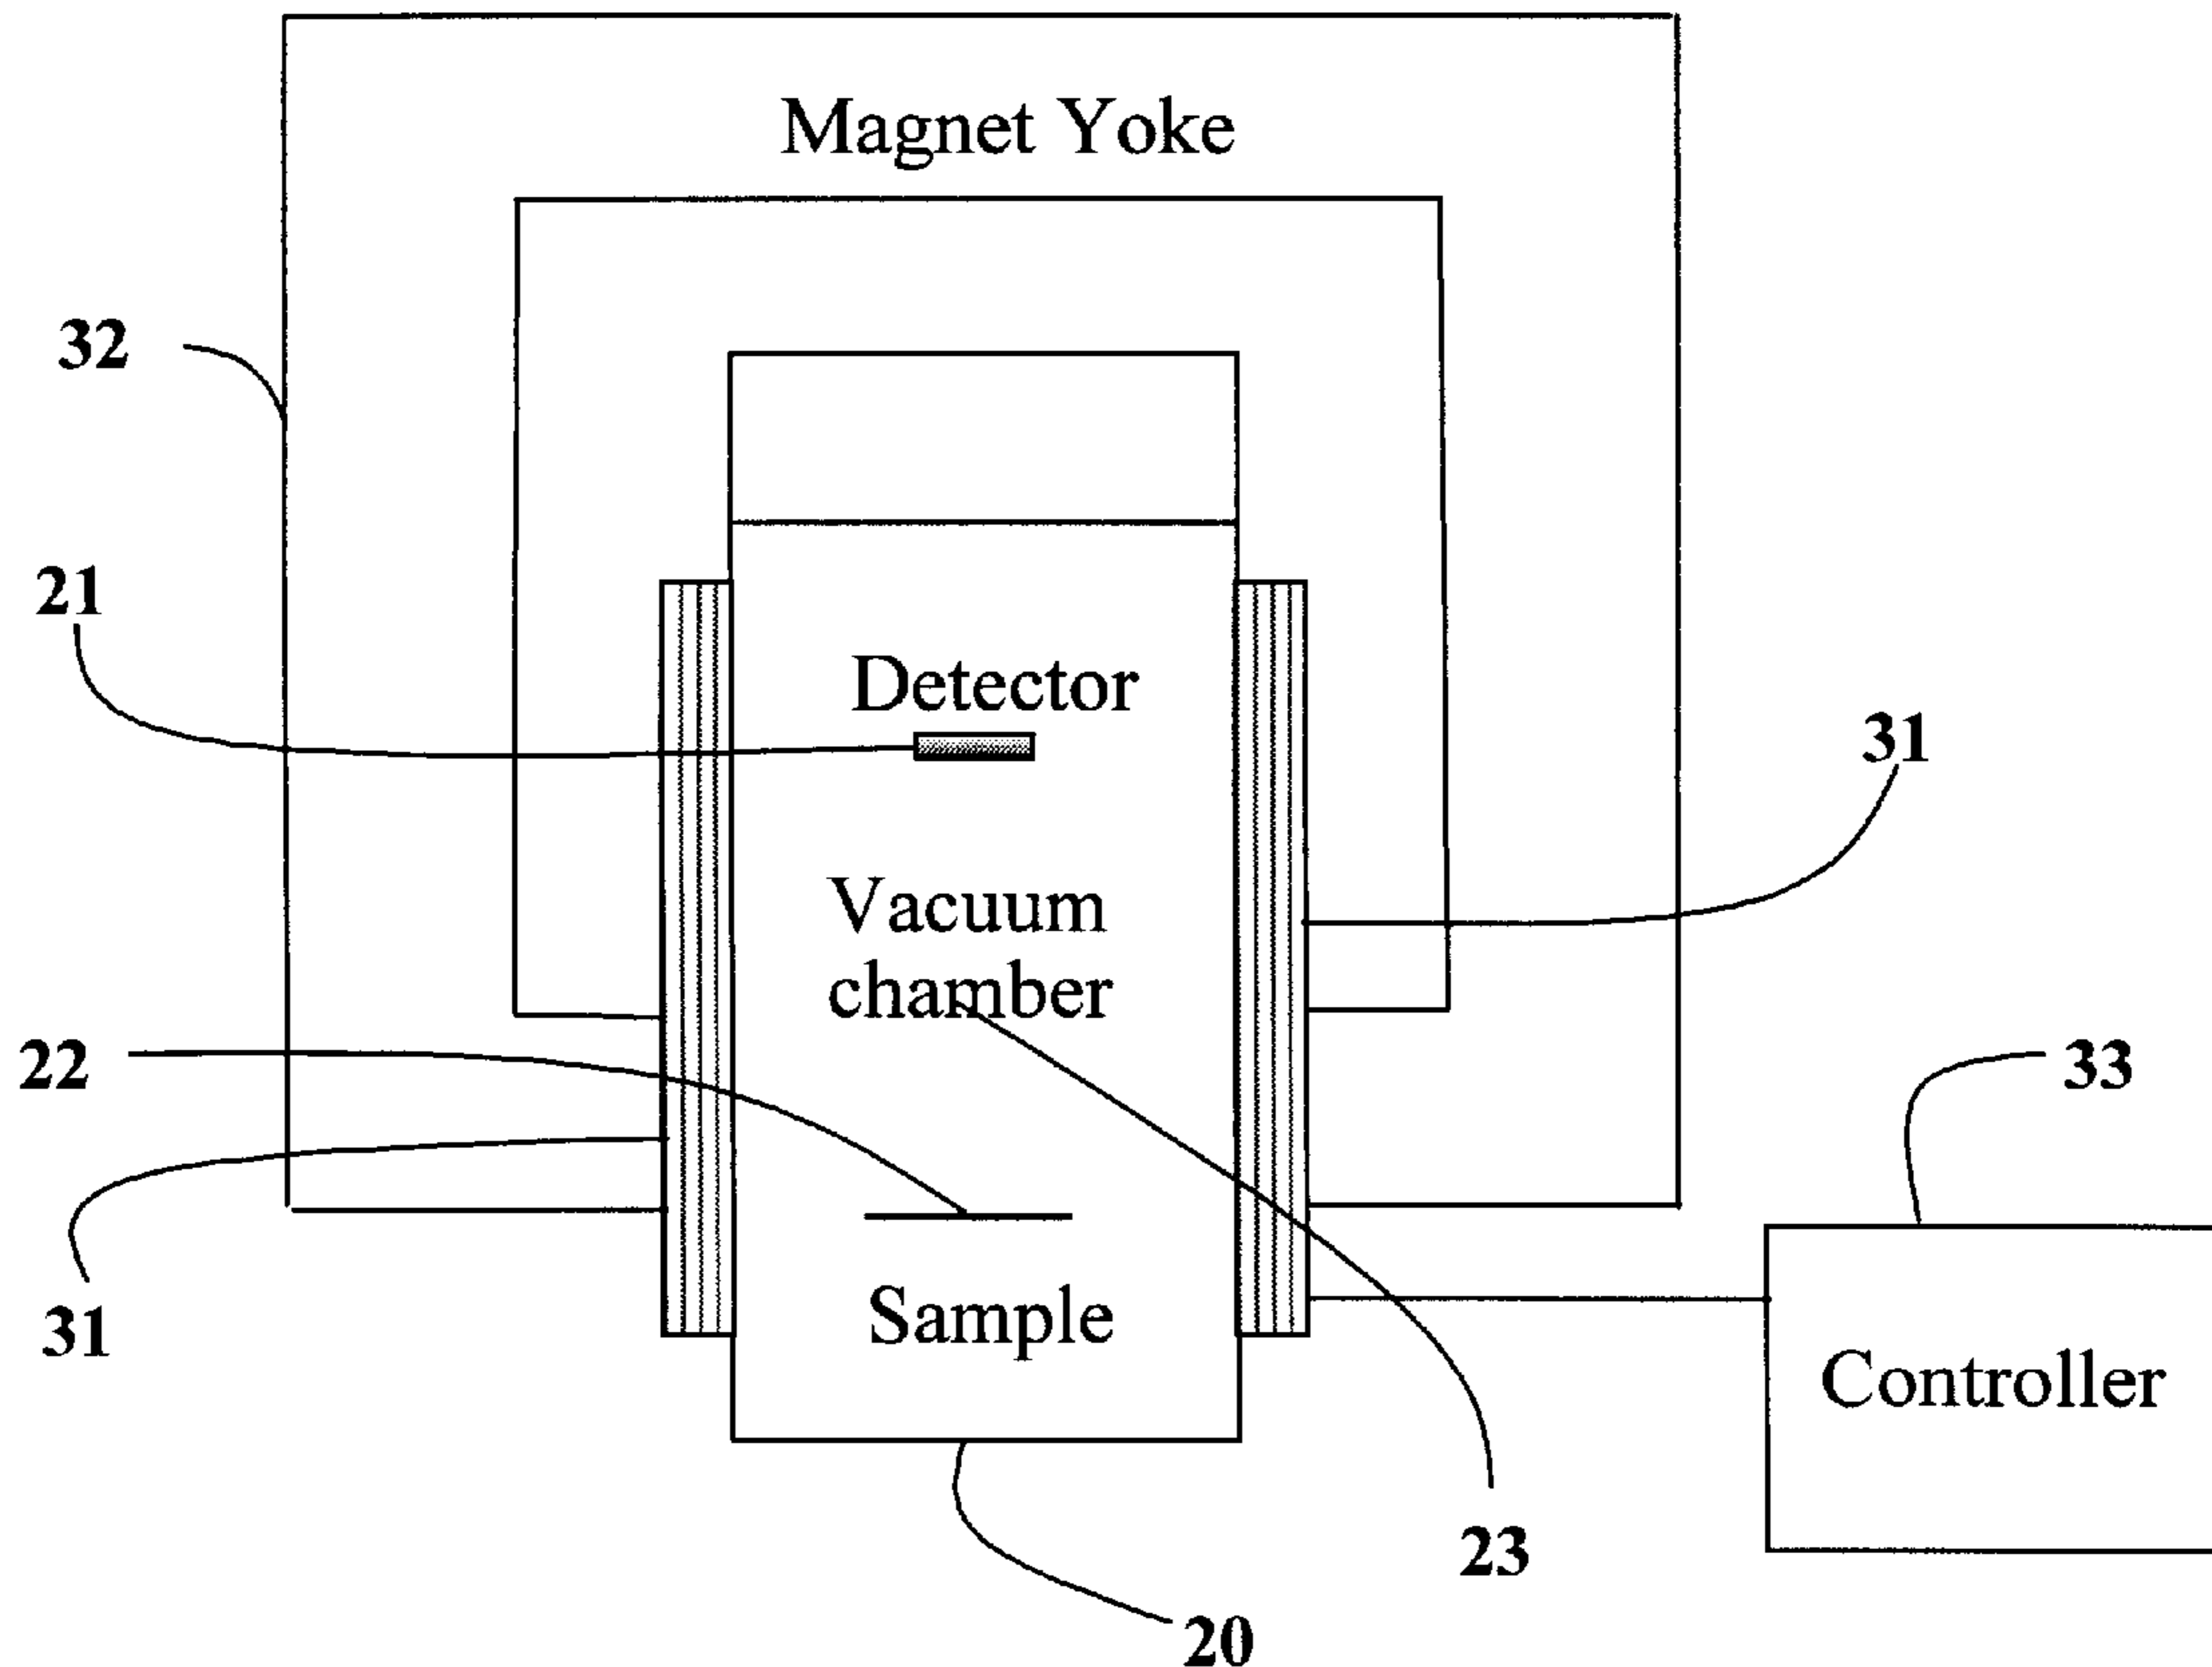 Magnet Yoke
32
21
Detector
31
Vacuum
chamber
22
33
31
Sample
Controller
23
20